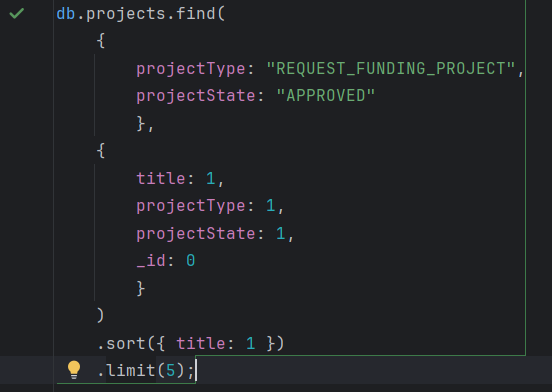 db.projects.find(
{
projectType: "REQUEST_FUNDING_PROJECT",
projectState: "APPROVED"
},
{
title: 1,
projectType: 1,
projectState: 1,
_id: 0
}
)
.sort({ title: 1 })
.limit(5);